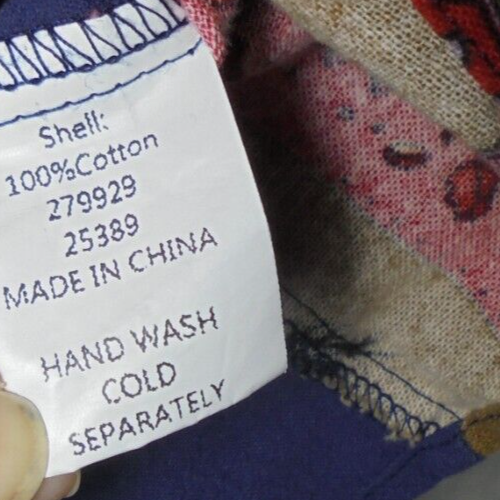 Shell:
100%Cotton
279929
25389
MADE IN CHINA
HAND WASH
COLD
SEPARATELY